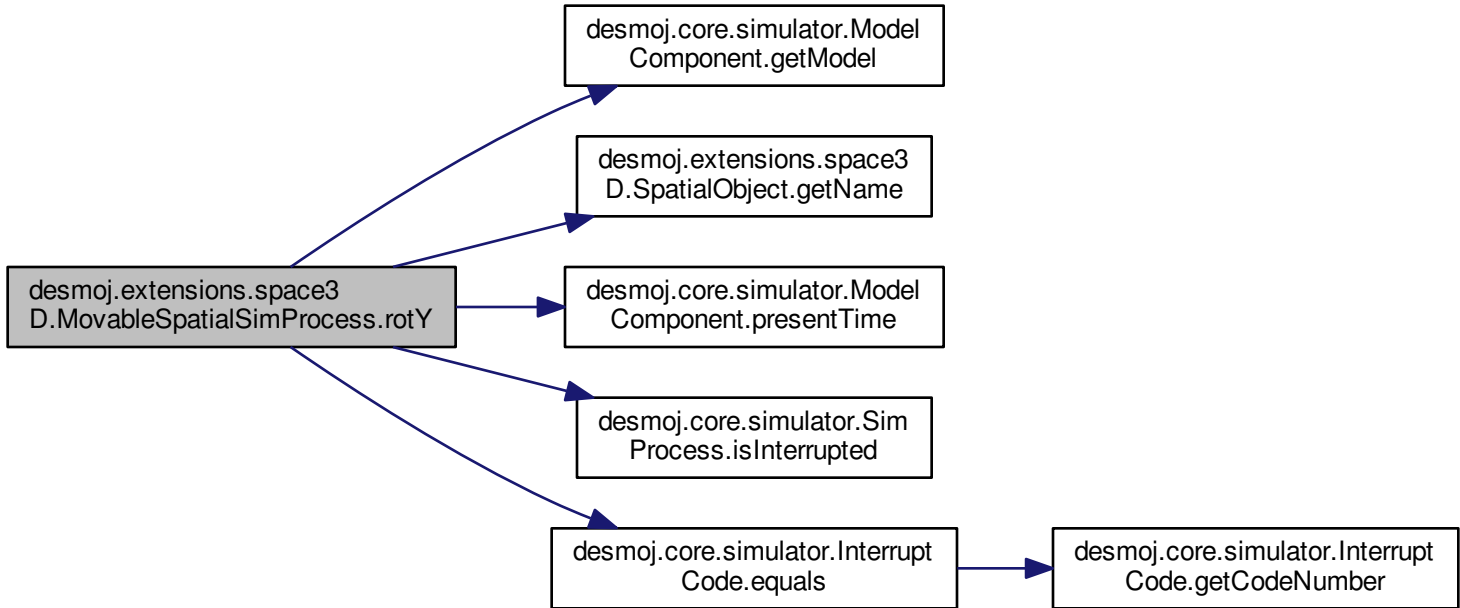 desmoj.core.simulator.Model
Component.getModel
desmoj.extensions.space3
D.SpatialObject.getName
desmoj.extensions.space3
D.MovableSpatialSimProcess.rotY
desmoj.core.simulator.Model
Component.presentTime
desmoj.core.simulator.Sim
Process.isInterrupted
desmoj.core.simulator.Interrupt
Code.equals
desmoj.core.simulator.Interrupt
Code.getCodeNumber